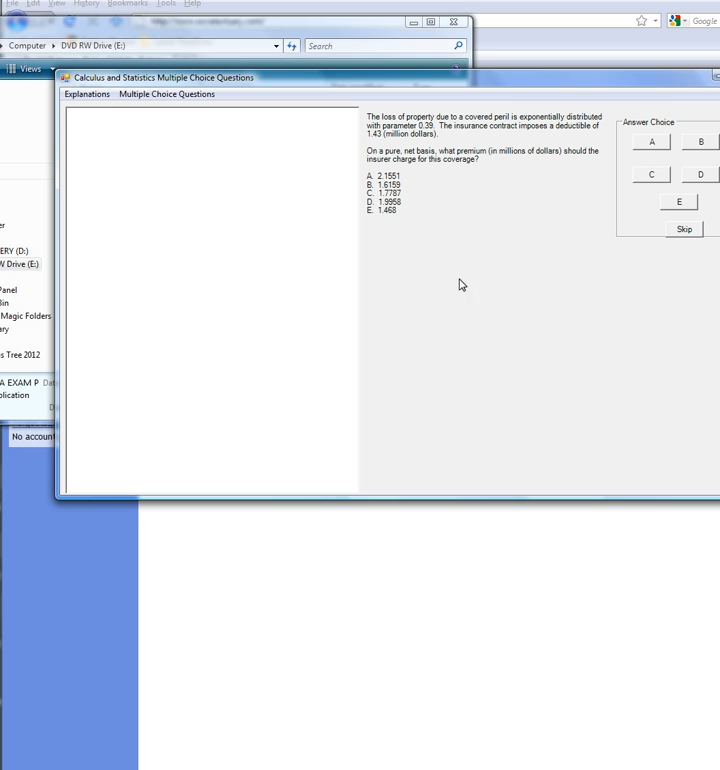 File Edit View History Bookmarks Tools Help
Google
Computer DVD RW Drive (E:)
Search
Views
Calculus and Statistics Multiple Choice Questions
Explanations Multiple Choice Questions
The loss of property due to a covered peril is exponentially distributed
with parameter 0.39. The insurance contract imposes a deductible of
1.43 (million dollars).
On a pure, net basis, what premium (in millions of dollars) should the
insurer charge for this coverage?
A. 2.1551
B. 1.6159
C. 1.7787
D. 1.9958
E. 1.468
Answer Choice
A B
C D
E
Skip
er
ERY (D:)
W Drive (E:)
Panel
Bin
Magic Folders
ary
s Tree 2012
A EXAM P
plication
No account